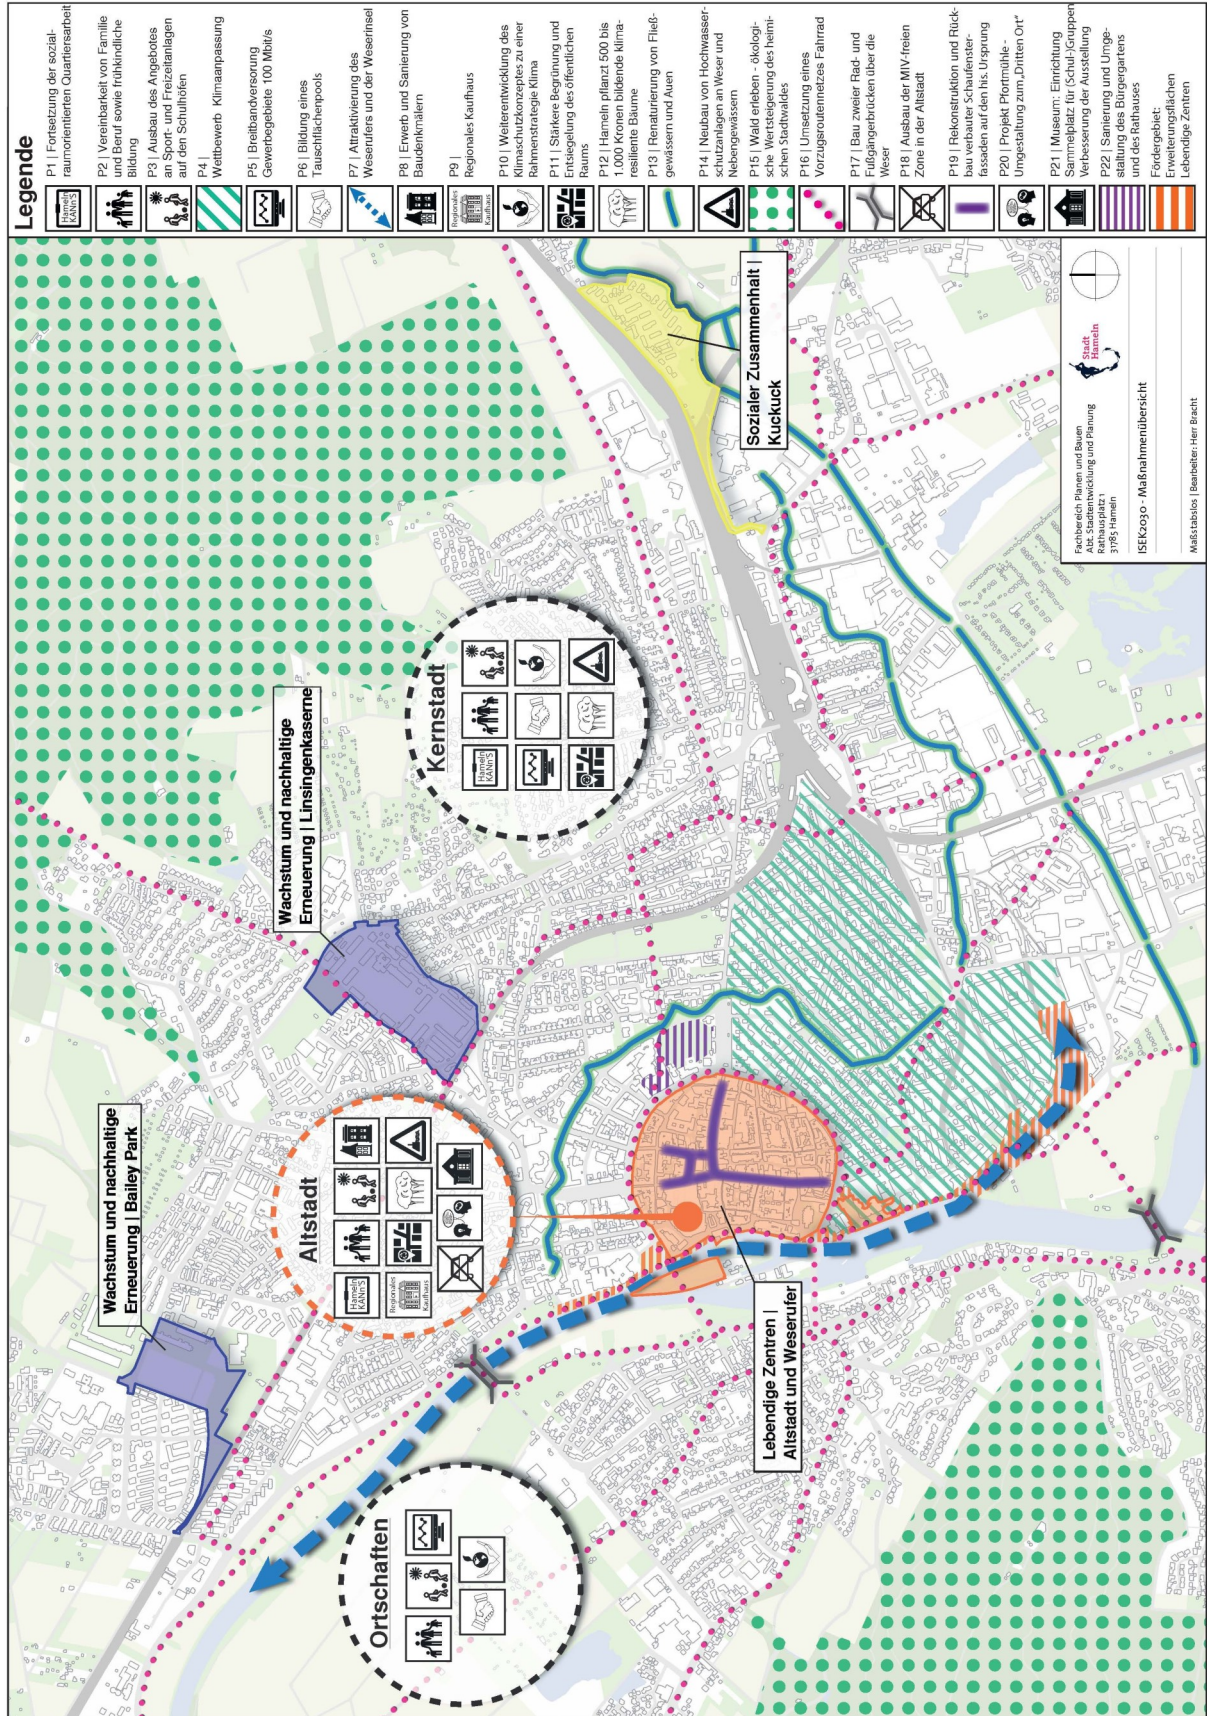 Legende
P1 | Fortsetzung der sozial-
raumorientierten Quartiersarbeit
Hameln
KANN'S
P2 | Vereinbarkeit von Familie
und Beruf sowie frühkindliche
Bildung
P3 | Ausbau des Angebotes
an Sport- und Freizeitanlagen
auf den Schulhöfen
P4 |
Wettbewerb Klimaanpassung
P5 | Breitbandversorgung
Gewerbegebiete 100 Mbit/s
P6 | Bildung eines
Tauschflächenpools
P7 | Attraktivierung des
Weserufers und der Weserinsel
P8 | Erwerb und Sanierung von
Baudenkmälern
P9 |
Regionales Kaufhaus
Regionales
Kaufhaus
P10 | Weiterentwicklung des
Klimaschutzkonzeptes zu einer
Rahmenstrategie Klima
P11 | Stärkere Begrünung und
Entsiegelung des öffentlichen
Raums
P12 | Hameln pflanzt 500 bis
1.000 Kronen bildende klima-
resiliente Bäume
P13 | Renaturierung von Fließ-
gewässern und Auen
P14 | Neubau von Hochwasser-
schutzanlagen an Weser und
Nebengewässern
P15 | Wald erleben - ökologi-
sche Wertsteigerung des heimi-
schen Stadtwaldes
P16 | Umsetzung eines
Vorzugsroutennetzes Fahrrad
P17 | Bau zweier Rad- und
Fußgängerbrücken über die
Weser
P18 | Ausbau der MIV-freien
Zone in der Altstadt
P19 | Rekonstruktion und Rück-
bau verbauter Schaufenster-
fassaden auf den his. Ursprung
P20 | Projekt Pfortmühle -
Umgestaltung zum „Dritten Ort"
P21 | Museum: Einrichtung
Sammelplatz für (Schul-)Gruppen
Verbesserung der Ausstellung
P22 | Sanierung und Umge-
staltung des Bürgergartens
und des Rathauses
Fördergebiet:
Erweiterungsflächen
Lebendige Zentren
Wachstum und nachhaltige
Erneuerung | Bailey Park
Wachstum und nachhaltige
Erneuerung | Linsingenkaserne
Ortschaften
Altstadt
Hameln
KANN'S
Regionales
Kaufhaus
Kernstadt
Hameln
KANN'S
Sozialer Zusammenhalt |
Kuckuck
Lebendige Zentren |
Altstadt und Weserufer
Fachbereich Planen und Bauen
Abt. Stadtentwicklung und Planung
Rathausplatz 1
31785 Hameln
Stadt
Hameln
ISEK2030 - Maßnahmenübersicht
Maßstabslos | Bearbeiter: Herr Bracht